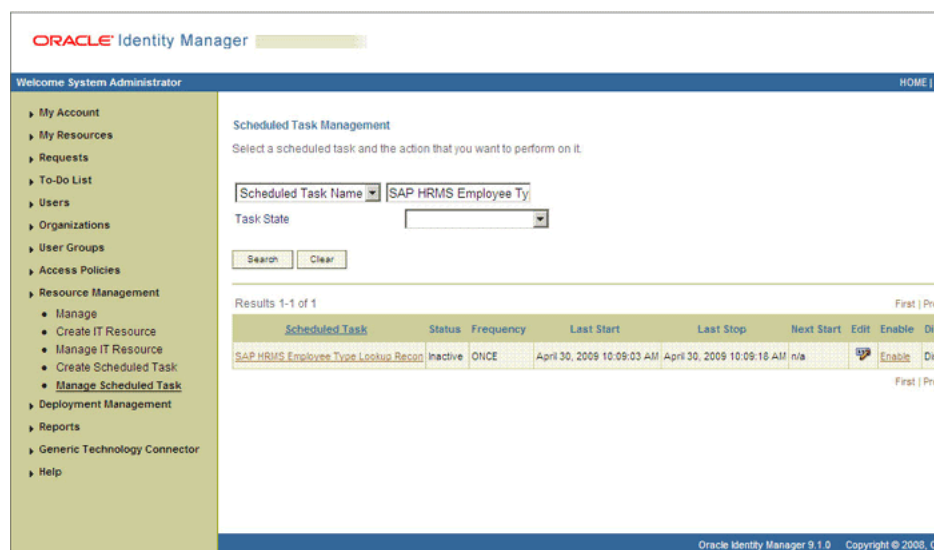 ORACLE Identity Manager
Welcome System Administrator
HOME |
My Account
My Resources
Requests
To-Do List
Users
Organizations
User Groups
Access Policies
Resource Management
Manage
Create IT Resource
Manage IT Resource
Create Scheduled Task
Manage Scheduled Task
Deployment Management
Reports
Generic Technology Connector
Help
Scheduled Task Management
Select a scheduled task and the action that you want to perform on it.
Scheduled Task Name SAP HRMS Employee Ty
Task State
Search Clear
Results 1-1 of 1 First | Pr
Scheduled Task Status Frequency Last Start Last Stop Next Start Edit Enable Di
SAP HRMS Employee Type Lookup Recon Inactive ONCE April 30, 2009 10:09:03 AM April 30, 2009 10:09:18 AM n/a Enable Di
First | Pr
Oracle Identity Manager 9.1.0 Copyright © 2008, O